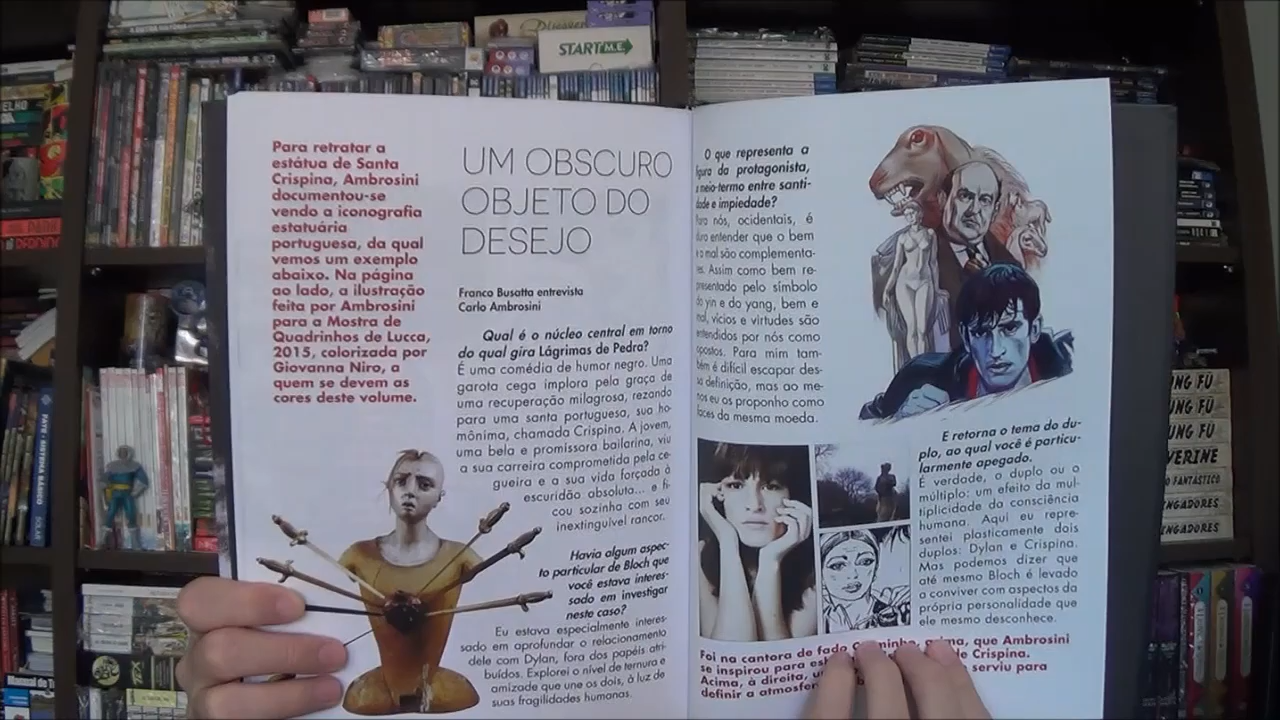 START M.E.
Para retratar a
estátua de Santa
Crispina, Ambrosini
documentou-se
vendo a iconografia
estatuária
portuguesa, da qual
vemos um exemplo
abaixo. Na página
ao lado, a ilustração
feita por Ambrosini
para a Mostra de
Quadrinhos de Lucca,
2015, colorizada por
Giovanna Niro, a
quem se devem as
cores deste volume.
UM OBSCURO
OBJETO DO
DESEJO
Franco Busatta entrevista
Carlo Ambrosini
Qual é o núcleo central em torno
do qual gira Lágrimas de Pedra?
É uma comédia de humor negro. Uma
garota cega implora pela graça de
uma recuperação milagrosa, rezando
para uma santa portuguesa, sua ho-
mônima, chamada Crispina. A jovem,
uma bela e promissora bailarina, viu
a sua carreira comprometida pela ce-
gueira e a sua vida forçada à
escuridão absoluta... e fi-
cou sozinha com seu
inextinguível rancor.
Havia algum aspec-
to particular de Bloch que
você estava interes-
sado em investigar
neste caso?
Eu estava especialmente interes-
sado em aprofundar o relacionamento
dele com Dylan, fora dos papéis atri-
buídos. Explorei o nível de ternura e
amizade que une os dois, à luz de
suas fragilidades humanas.
O que representa a
figura da protagonista,
a meio-termo entre santi-
dade e impiedade?
Para nós, ocidentais, é
duro entender que o bem
e o mal são complementa-
res. Assim como bem re-
presentado pelo símbolo
do yin e do yang, bem e
mal, vícios e virtudes são
entendidos por nós como
opostos. Para mim tam-
bém é difícil escapar des-
sa definição, mas ao me-
nos eu os proponho como
faces da mesma moeda.
E retorna o tema do du-
plo, ao qual você é particu-
larmente apegado.
É verdade, o duplo ou o
múltiplo: um efeito da mul-
tiplicidade da consciência
humana. Aqui eu repre-
sentei plasticamente dois
duplos: Dylan e Crispina.
Mas podemos dizer que
até mesmo Bloch é levado
a conviver com aspectos da
própria personalidade que
ele mesmo desconhece.
Foi na cantora de fado que Ambrosini
se inspirou para de Crispina.
Acima, à direita, serviu para
definir a
KUNG FU
KUNG FU
KUNG FU
WOLVERINE
FANTÁSTICO
VINGADORES
VINGADORES